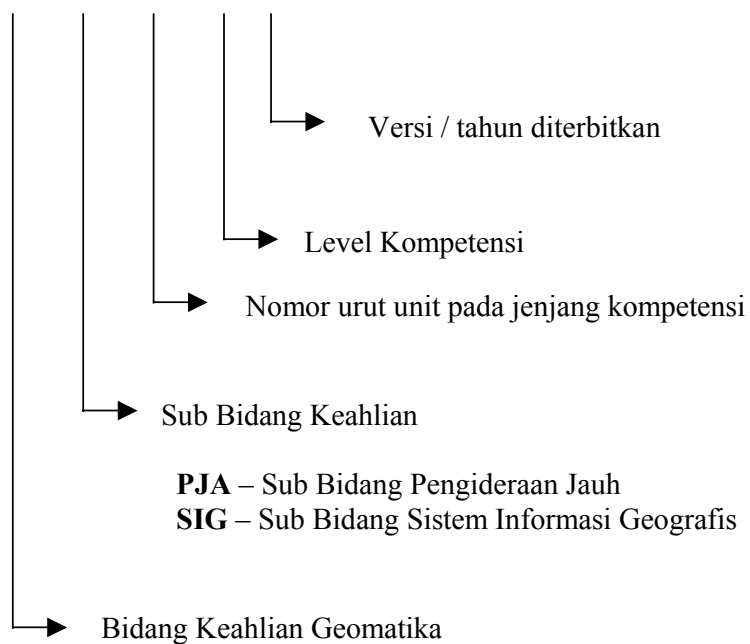 Versi / tahun diterbitkan
Level Kompetensi
Nomor urut unit pada jenjang kompetensi
Sub Bidang Keahlian
PJA – Sub Bidang Pengideraan Jauh
SIG – Sub Bidang Sistem Informasi Geografis
Bidang Keahlian Geomatika